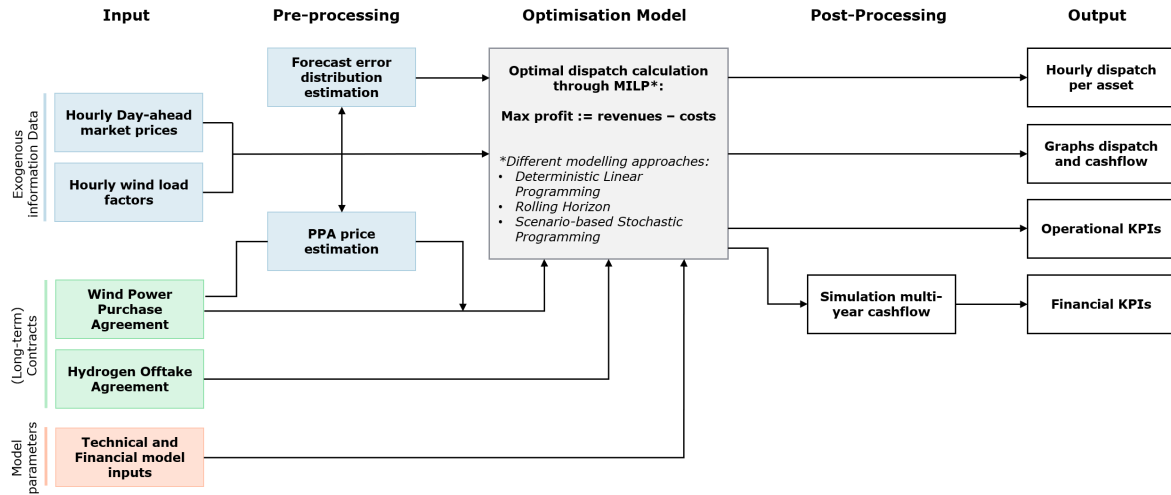 Input
Pre-processing
Optimisation Model
Post-Processing
Output
Exogenous
information Data
Hourly Day-ahead
market prices
Hourly wind load
factors
Forecast error
distribution
estimation
PPA price
estimation
Optimal dispatch calculation
through MILP*:
Max profit := revenues – costs
*Different modelling approaches:
• Deterministic Linear
Programming
• Rolling Horizon
• Scenario-based Stochastic
Programming
Hourly dispatch
per asset
Graphs dispatch
and cashflow
Operational KPIs
Simulation multi-
year cashflow
Financial KPIs
(Long-term)
Contracts
Wind Power
Purchase
Agreement
Hydrogen Offtake
Agreement
Model
parameters
Technical and
Financial model
inputs